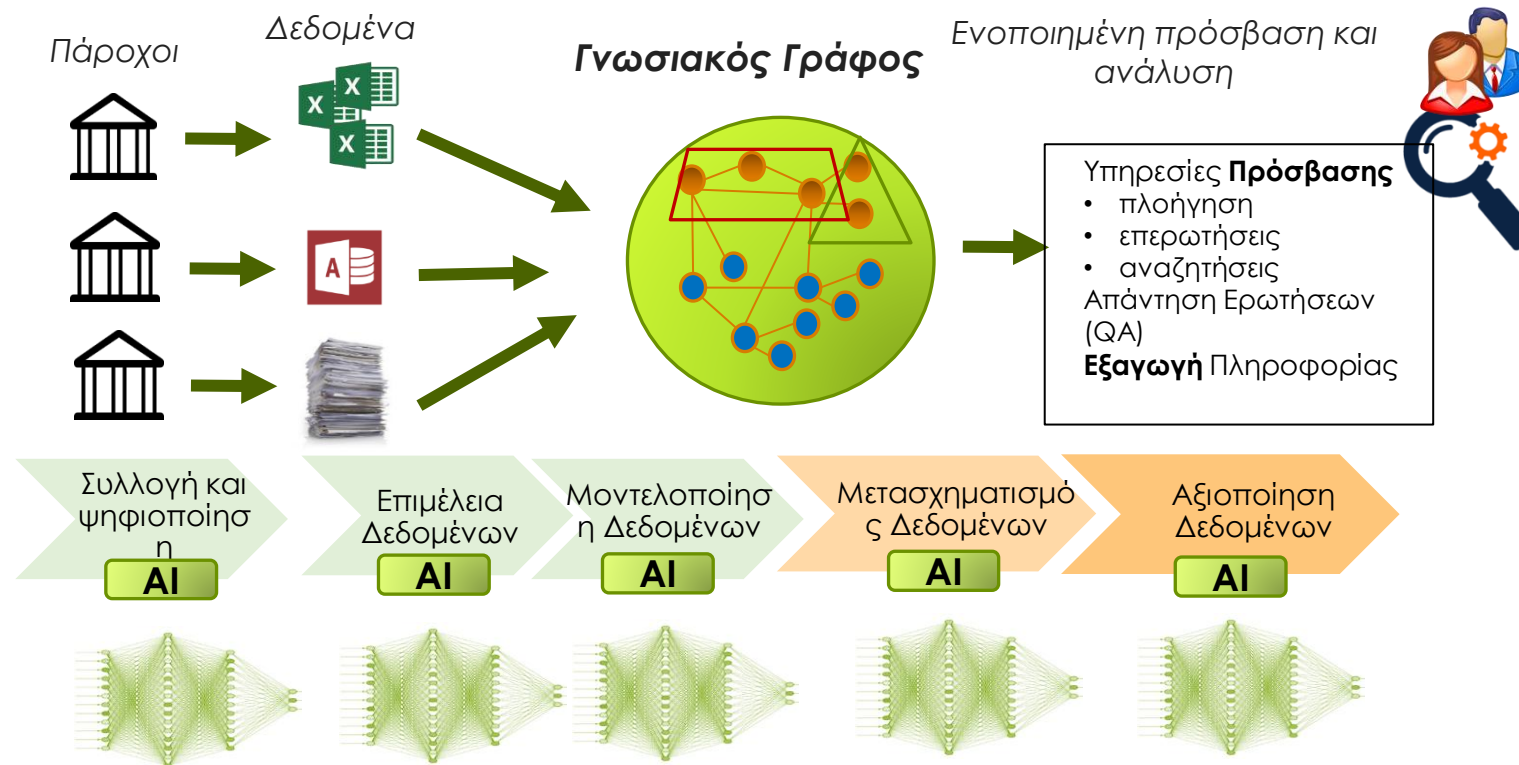 Πάροχοι
Δεδομένα
Γνωσιακός Γράφος
Ενοποιημένη πρόσβαση και
ανάλυση
X
X
X
A
Υπηρεσίες Πρόσβασης
• πλοήγηση
• επερωτήσεις
• αναζητήσεις
Απάντηση Ερωτήσεων
(QA)
Εξαγωγή Πληροφορίας
Συλλογή και
ψηφιοποίησ
η
AI
Επιμέλεια
Δεδομένων
AI
Μοντελοποίησ
η Δεδομένων
AI
Μετασχηματισμό
ς Δεδομένων
AI
Αξιοποίηση
Δεδομένων
AI